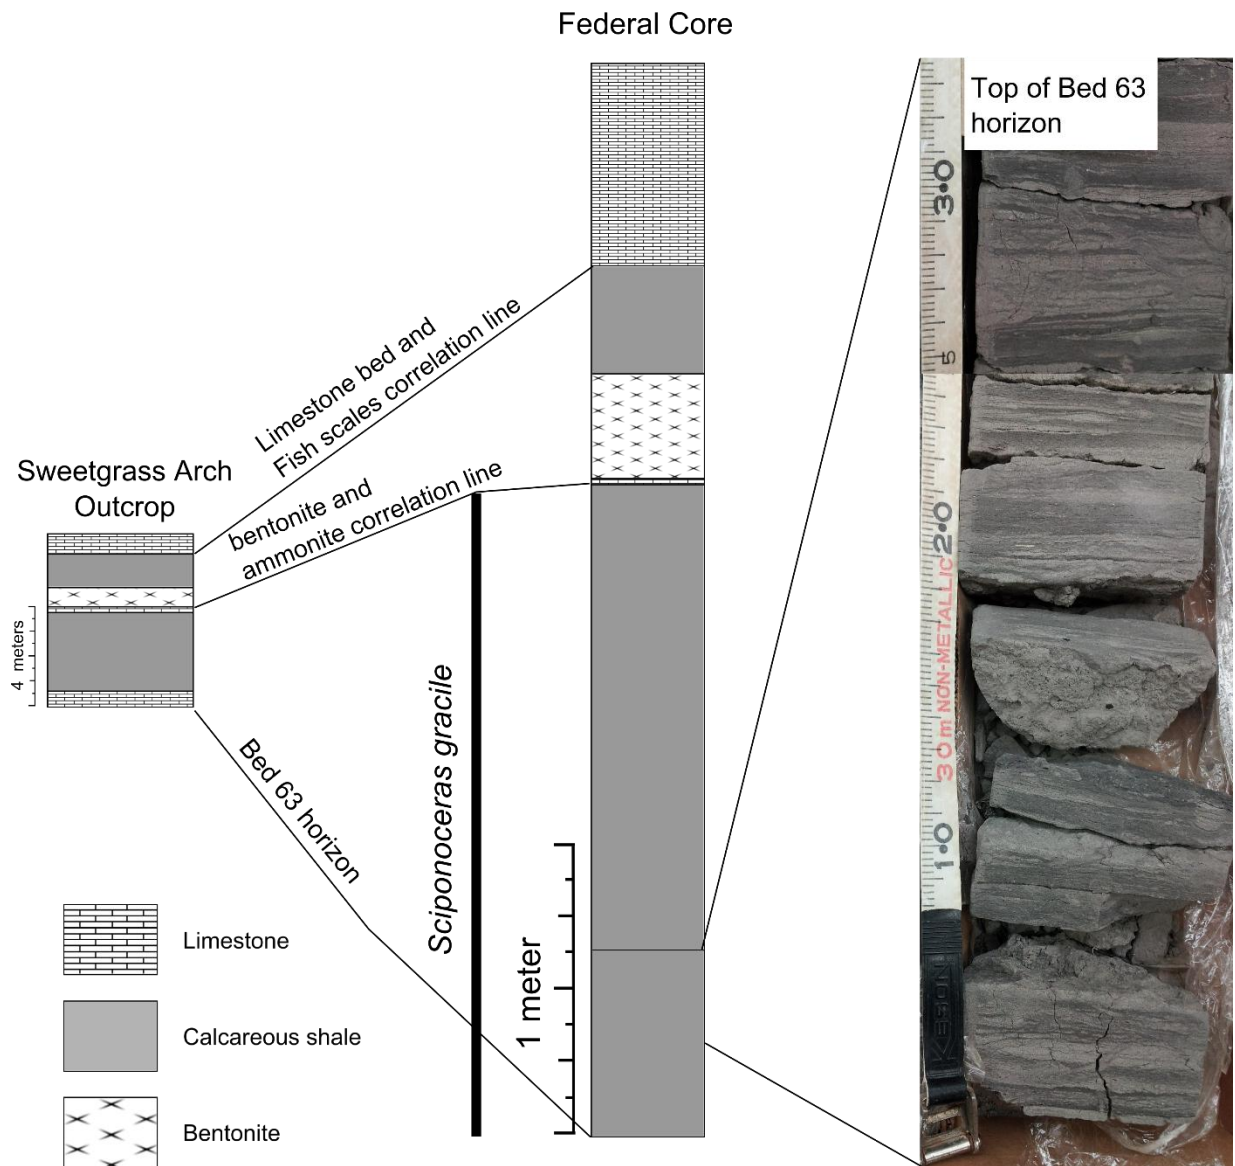 Federal Core
Top of Bed 63
horizon
Limestone bed and
Fish scales correlation line
Sweetgrass Arch
Outcrop
bentonite and
ammonite correlation line
4 meters
Bed 63 horizon
Sciponoceras gracile
1 meter
Limestone
Calcareous shale
Bentonite
3.0
5
2.0
30m NON-METALLIC
1.0
KESON